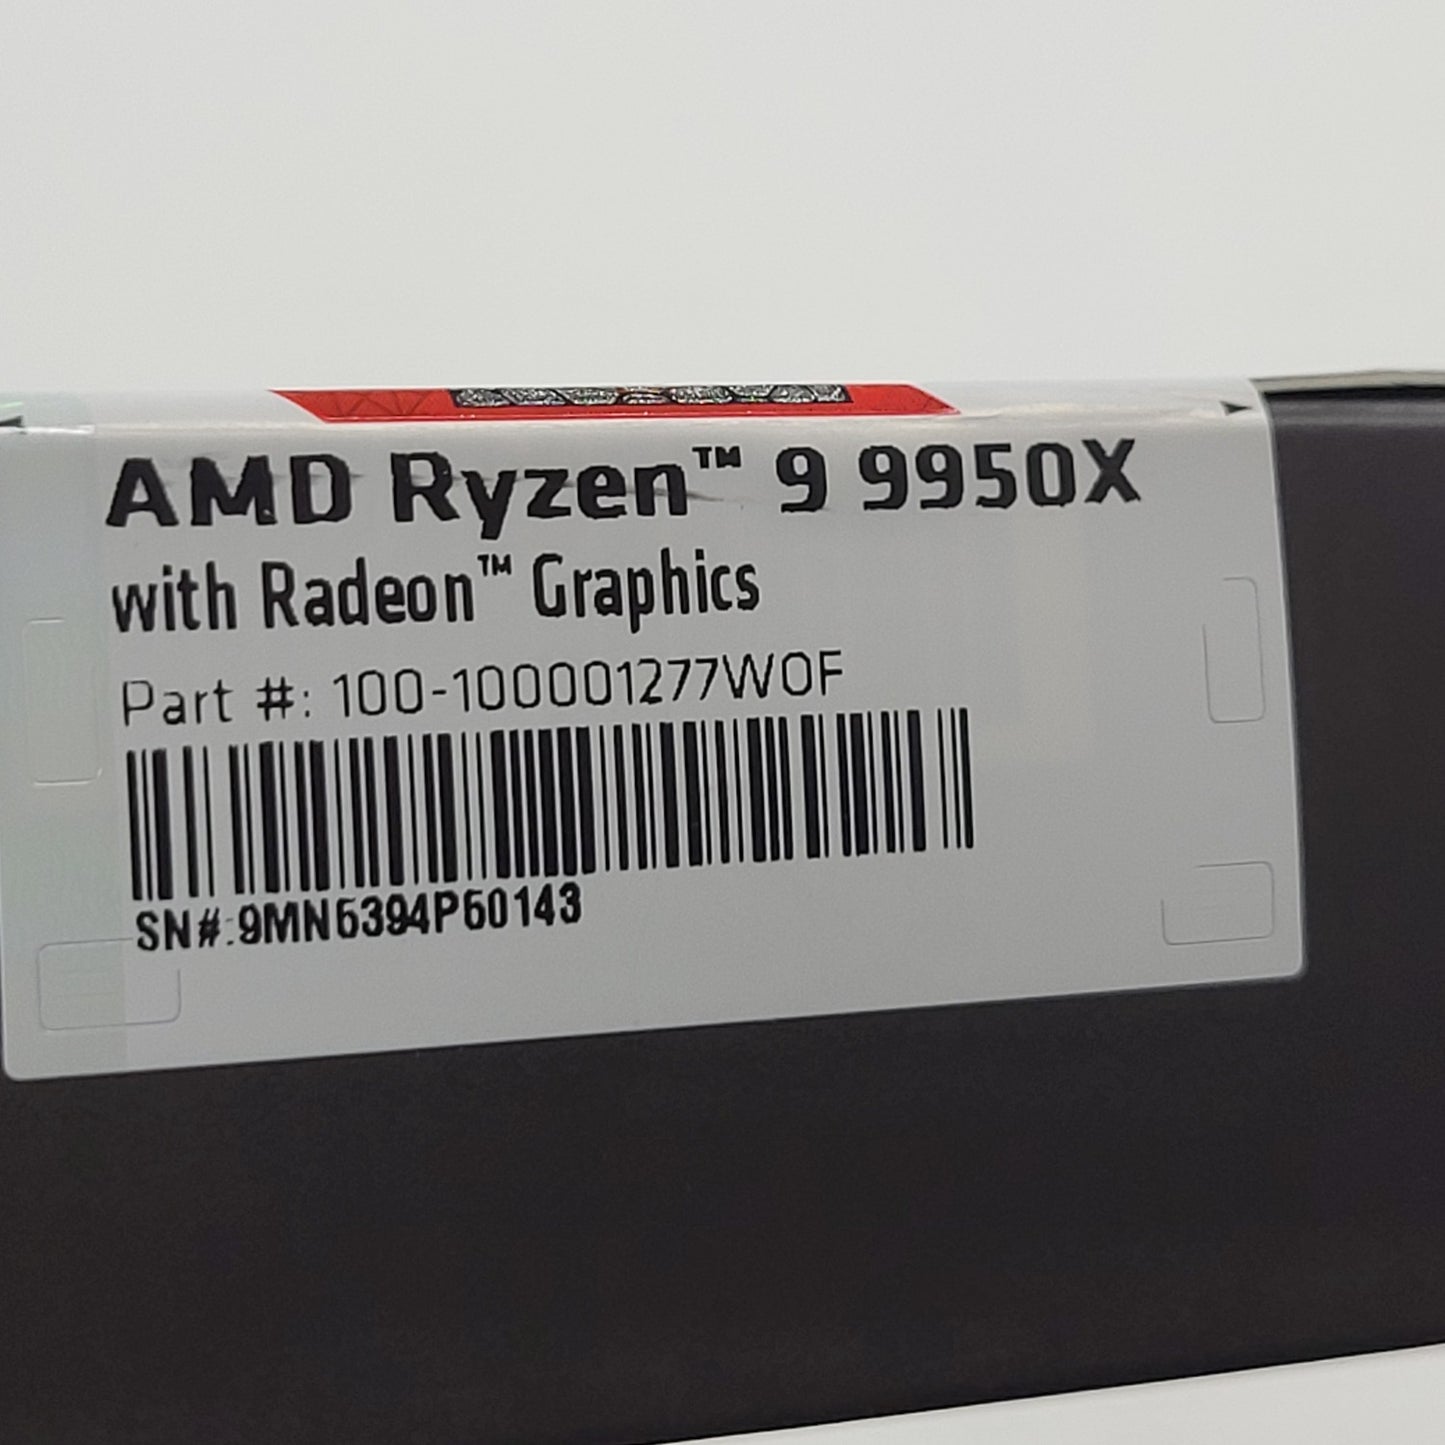 AMD Ryzen™ 9 9950X
with Radeon™ Graphics
Part #: 100-100001277WOF
SN#:9MN6394P60143